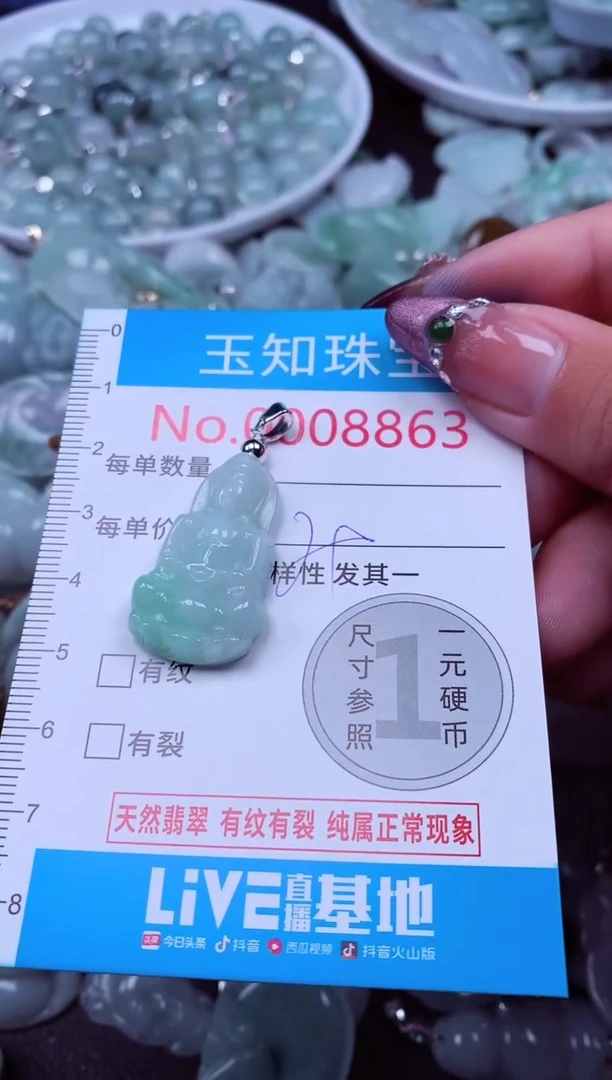 0
玉知珠宝
1
No.0008863
2
每单数量
3
每单价
样性 发其一
4
尺寸参照
1
一元硬币
5
□有纹
6
□有裂
7
天然翡翠 有纹有裂 纯属正常现象
8
LiVE直播基地
头条 今日头条 抖音 西瓜视频 抖音火山版